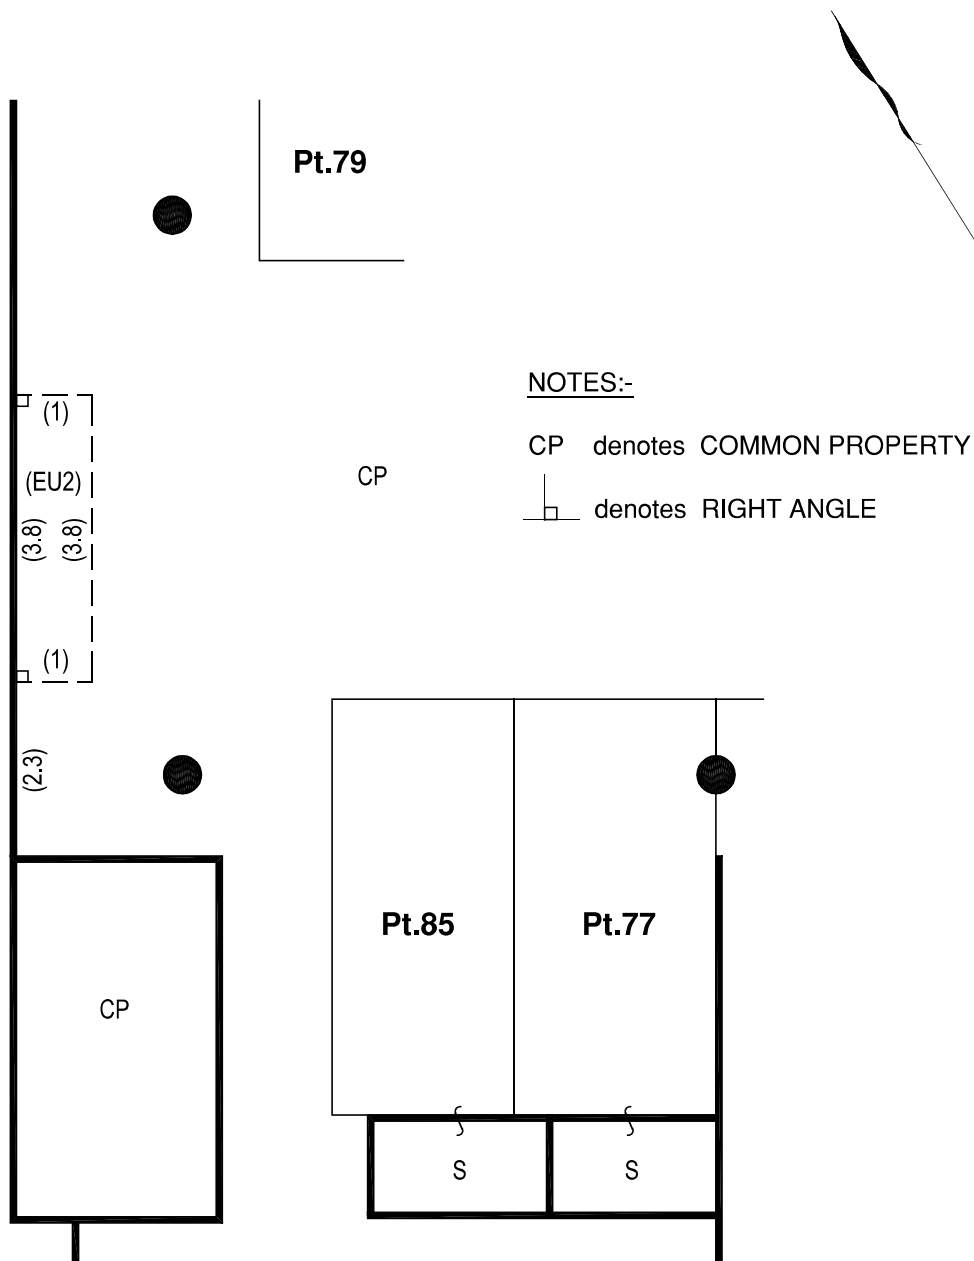 Pt.79
NOTES:-
CP denotes COMMON PROPERTY
denotes RIGHT ANGLE
(1)
(EU2)
(3.8)
(3.8)
CP
(1)
(2.3)
Pt.85
Pt.77
CP
S
S